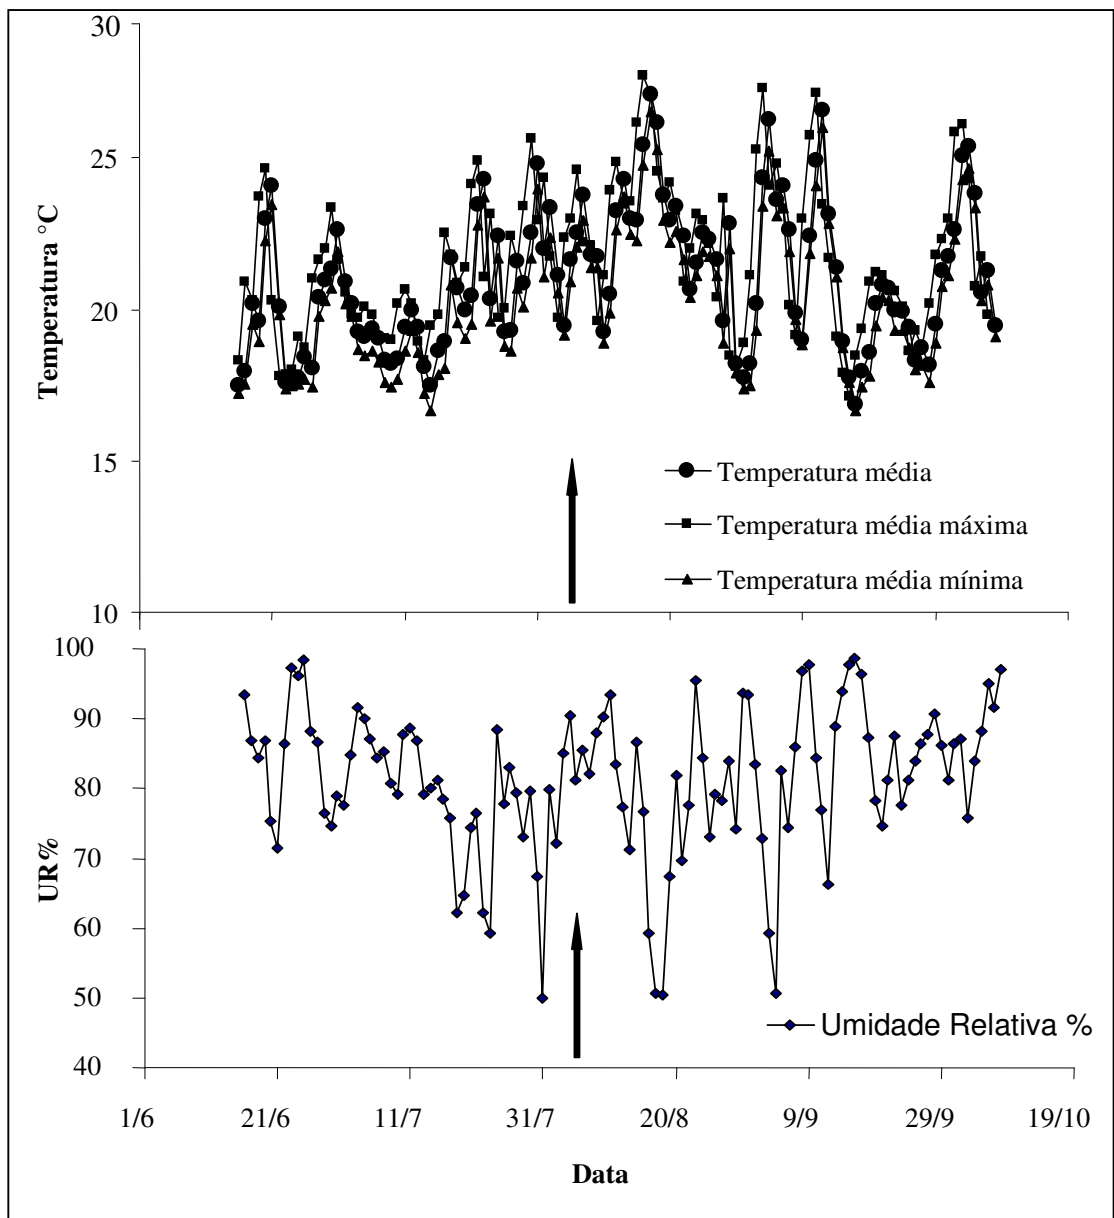 30
25
20
15
10
Temperatura °C
Temperatura média
Temperatura média máxima
Temperatura média mínima
100
90
80
70
60
50
40
UR%
Umidade Relativa %
1/6 21/6 11/7 31/7 20/8 9/9 29/9 19/10
Data